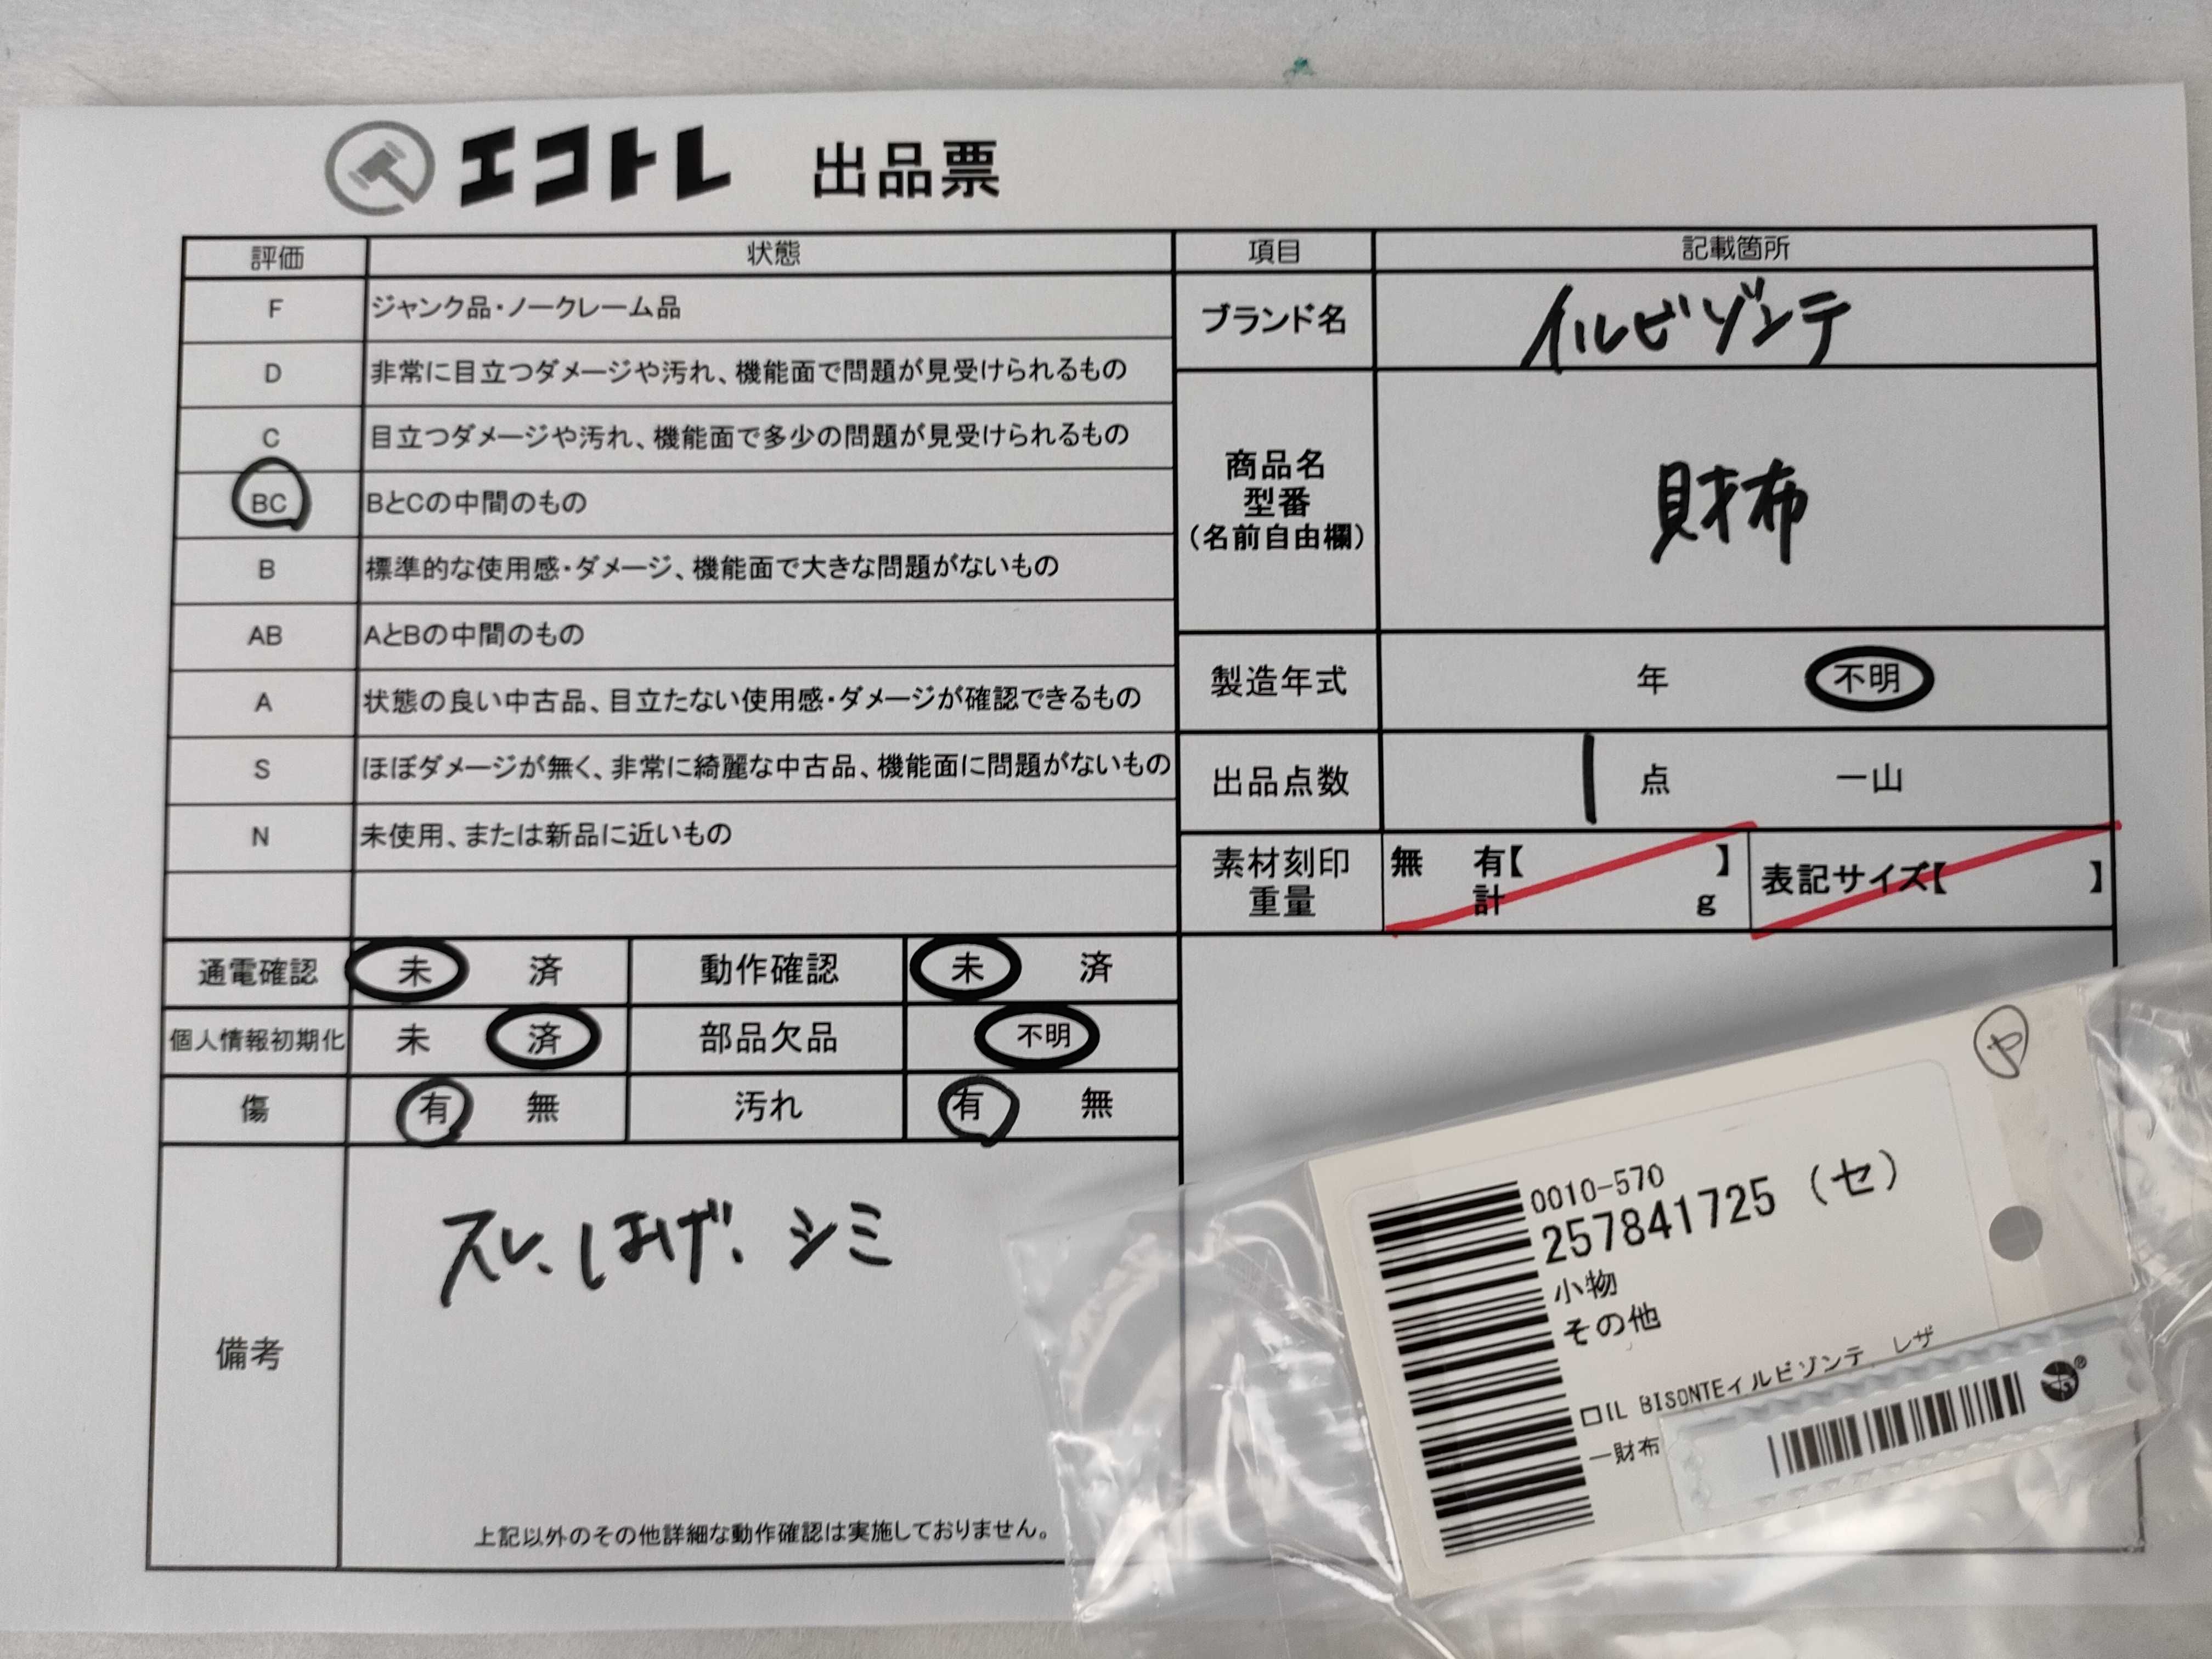 エコトレ 出品票
評価 状態
F ジャンク品・ノークレーム品
D 非常に目立つダメージや汚れ、機能面で問題が見受けられるもの
C 目立つダメージや汚れ、機能面で多少の問題が見受けられるもの
BC BとCの中間のもの
B 標準的な使用感・ダメージ、機能面で大きな問題がないもの
AB AとBの中間のもの
A 状態の良い中古品、目立たない使用感・ダメージが確認できるもの
S ほぼダメージが無く、非常に綺麗な中古品、機能面に問題がないもの
N 未使用、または新品に近いもの
通電確認 未 済 動作確認 未 済
個人情報初期化 未 済 部品欠品 不明
傷 有 無 汚れ 有 無
備考
スレ、はげ、シミ
上記以外のその他詳細な動作確認は実施しておりません。
項目 記載箇所
ブランド名 イルビゾンテ
商品名
型番
(名前自由欄)
財布
製造年式 年 不明
出品点数 1 点 一山
素材刻印 無 有【 】
重量 計 g
表記サイズ【 】
ヤ
0010-570
257841725 (セ)
小物
その他
口IL BISONTEイルビゾンテ レザ
ー財布